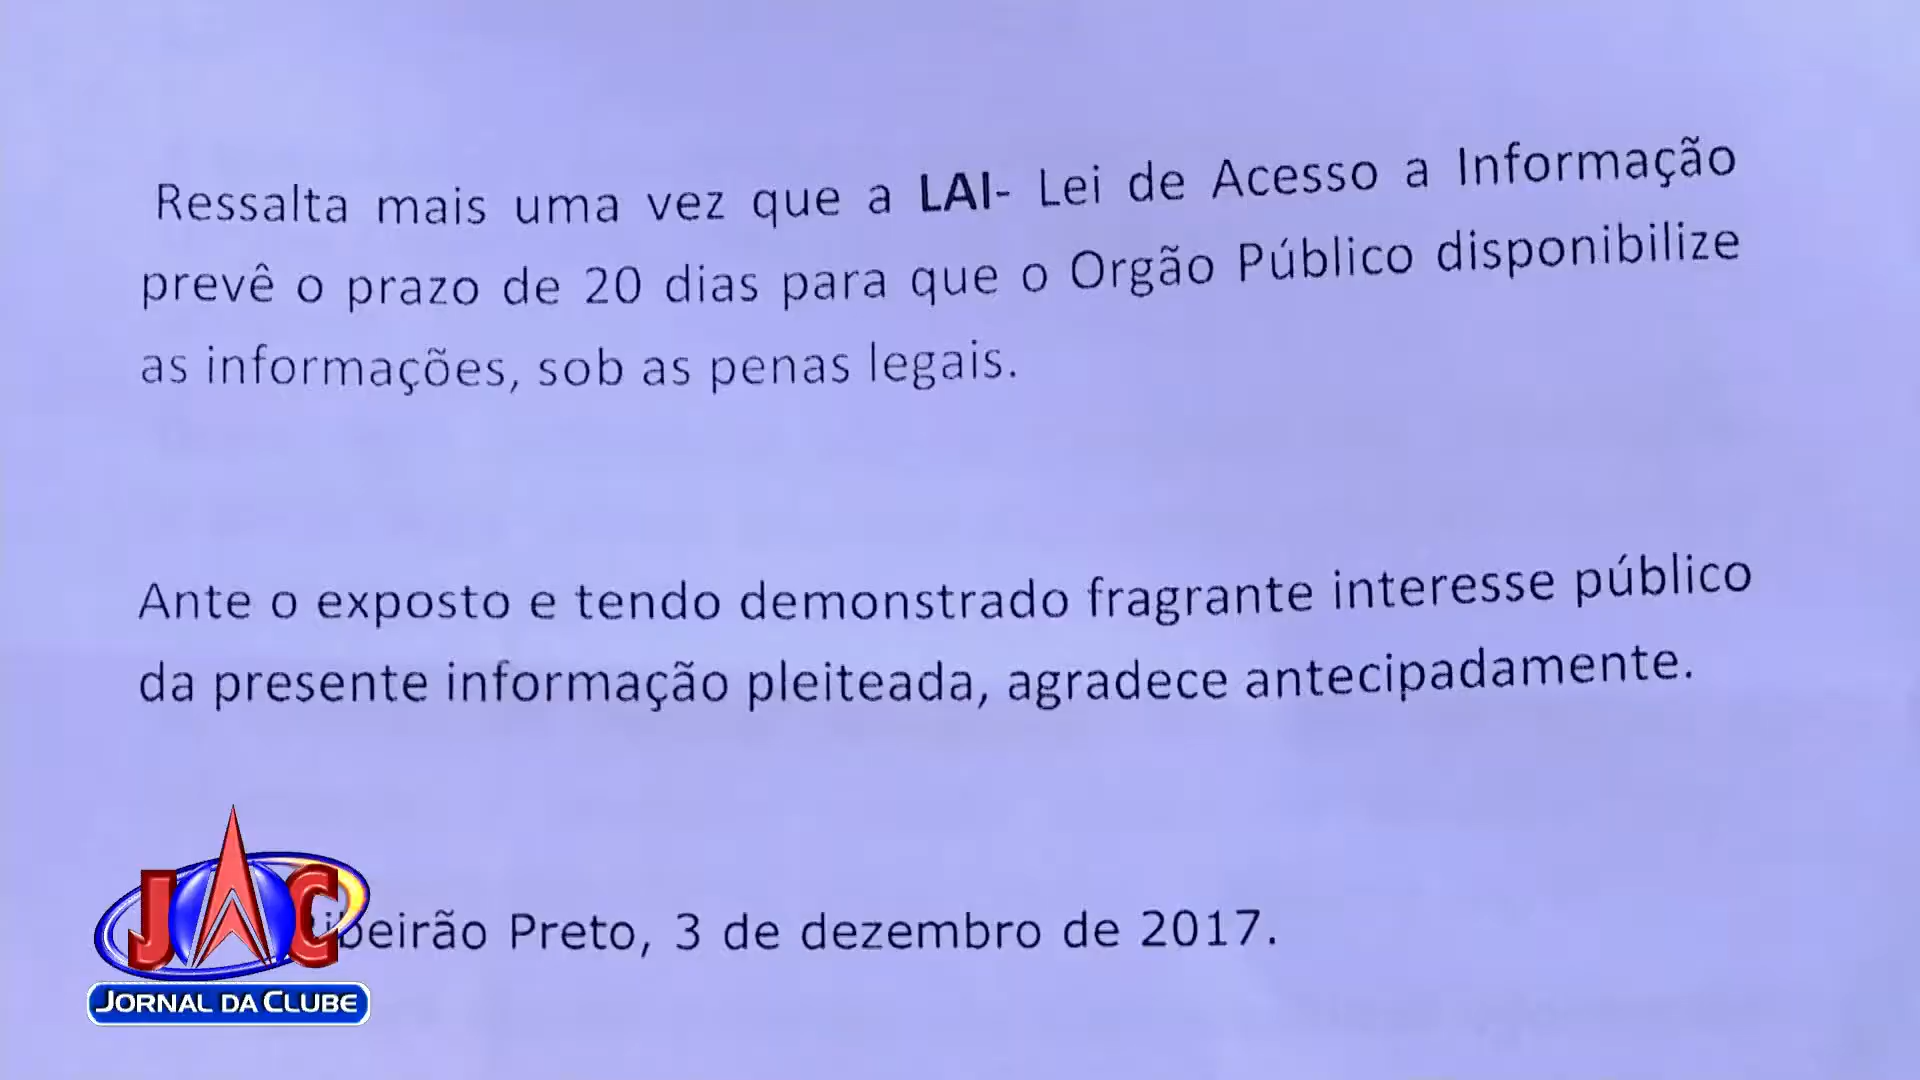 Ressalta mais uma vez que a LAI- Lei de Acesso a Informação
prevê o prazo de 20 dias para que o Orgão Público disponibilize
as informações, sob as penas legais.
Ante o exposto e tendo demonstrado fragrante interesse público
da presente informação pleiteada, agradece antecipadamente.
Ribeirão Preto, 3 de dezembro de 2017.
JAC
JORNAL DA CLUBE